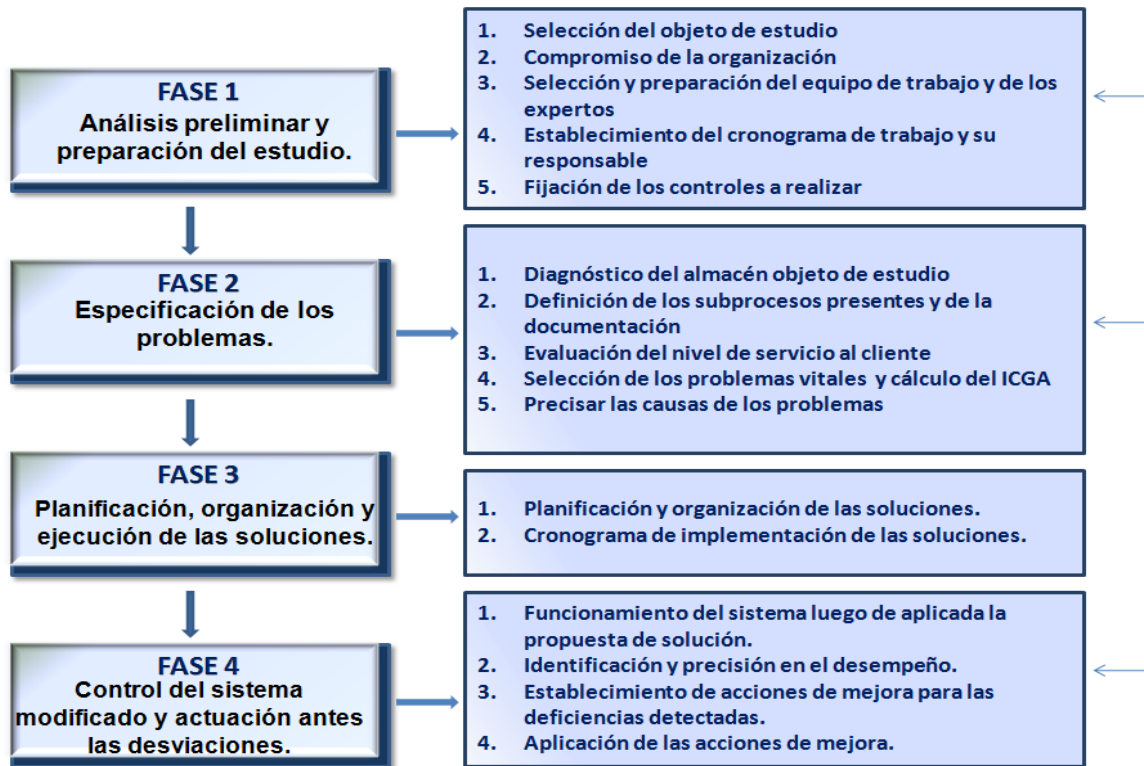 FASE 1
Análisis preliminar y
preparación del estudio.
1. Selección del objeto de estudio
2. Compromiso de la organización
3. Selección y preparación del equipo de trabajo y de los
expertos
4. Establecimiento del cronograma de trabajo y su
responsable
5. Fijación de los controles a realizar
FASE 2
Especificación de los
problemas.
1. Diagnóstico del almacén objeto de estudio
2. Definición de los subprocesos presentes y de la
documentación
3. Evaluación del nivel de servicio al cliente
4. Selección de los problemas vitales y cálculo del ICGA
5. Precisar las causas de los problemas
FASE 3
Planificación, organización y
ejecución de las soluciones.
1. Planificación y organización de las soluciones.
2. Cronograma de implementación de las soluciones.
FASE 4
Control del sistema
modificado y actuación antes
las desviaciones.
1. Funcionamiento del sistema luego de aplicada la
propuesta de solución.
2. Identificación y precisión en el desempeño.
3. Establecimiento de acciones de mejora para las
deficiencias detectadas.
4. Aplicación de las acciones de mejora.